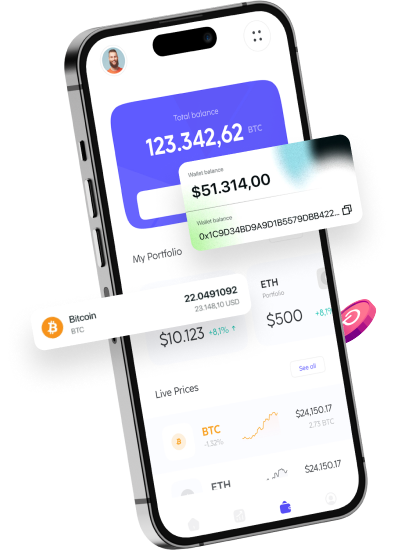 Total balance
123.342,62 BTC
Wallet balance
$51.314,00
Wallet balance
0x1C9D34BD9A9D1B5579DBB422...
My Portfolio
Bitcoin
BTC
22.0491092
23.148,10 USD
ETH
Portfolio
$10.123 +8,1% ↑
$500 +8,1%
See all
Live Prices
BTC
-1.32%
$24,150.17
2.73 BTC
ETH
$24,150.17